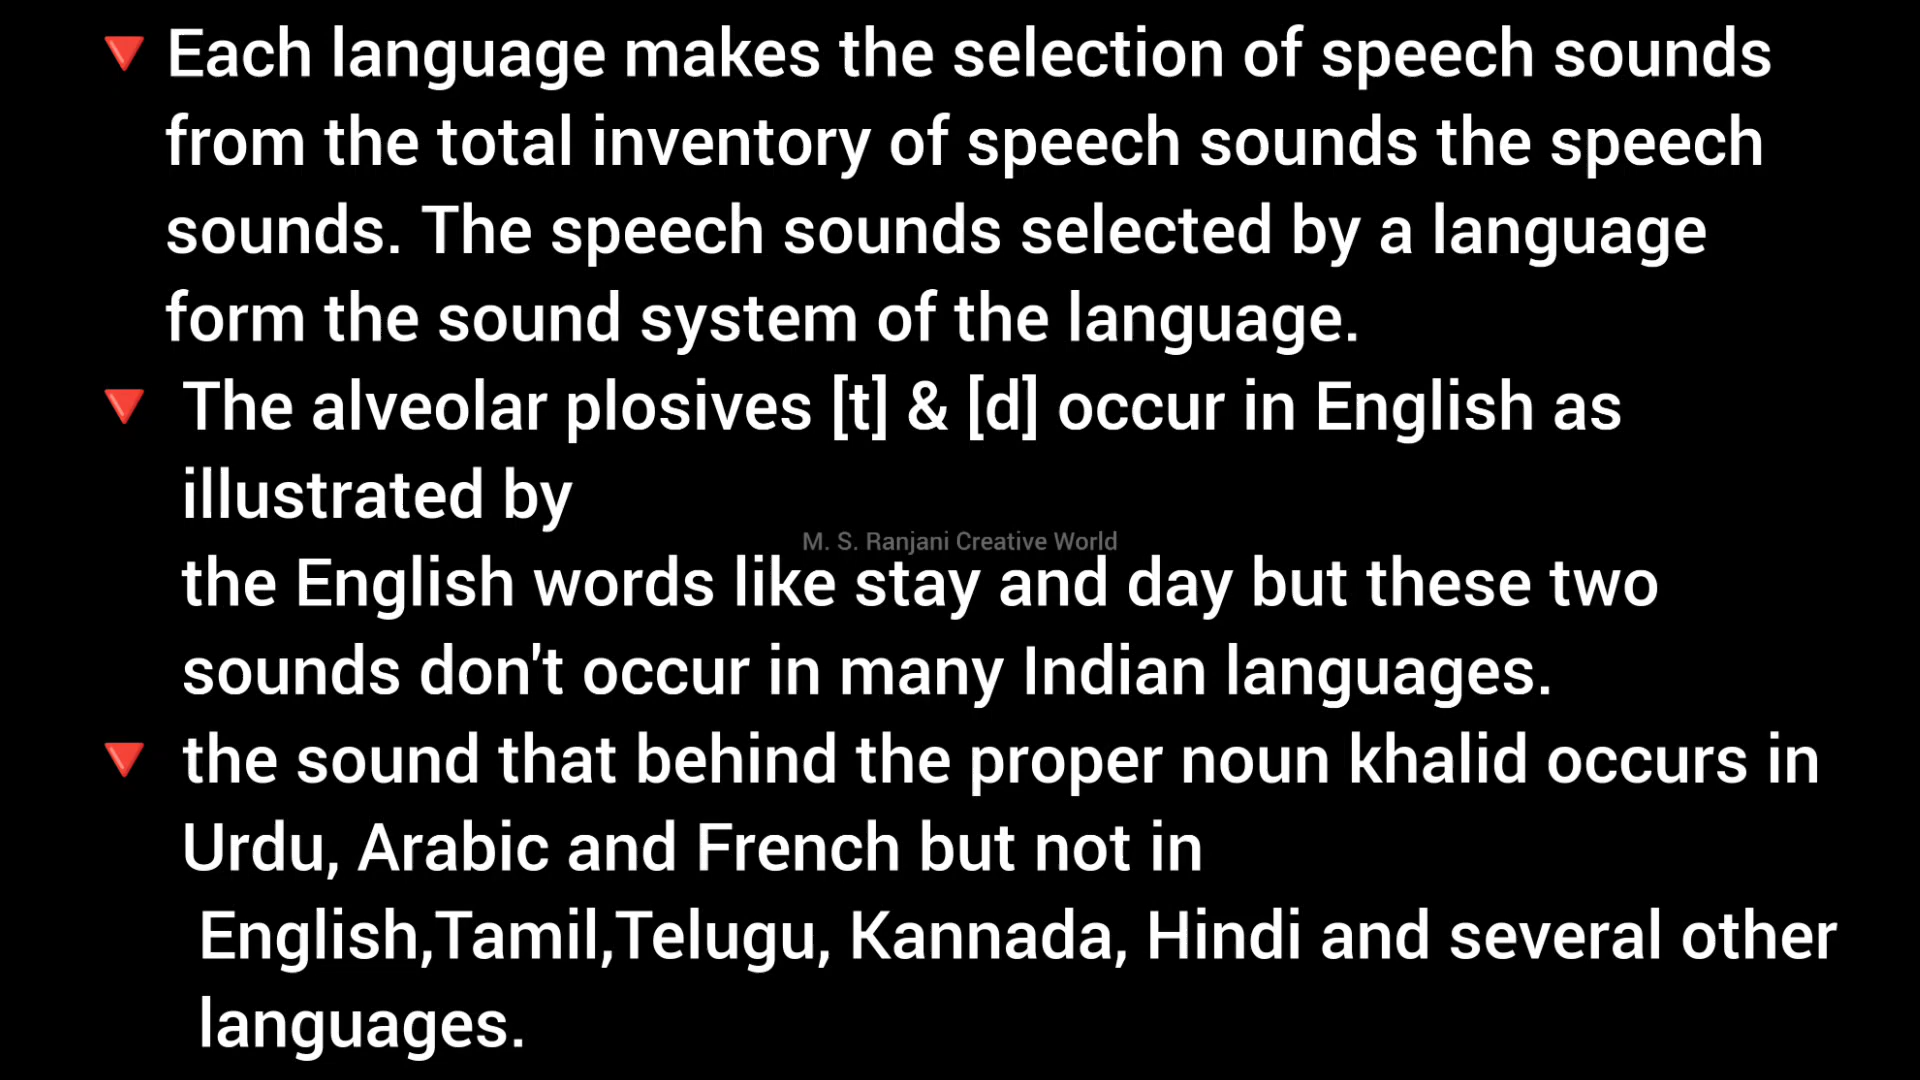 Each language makes the selection of speech sounds
from the total inventory of speech sounds the speech
sounds. The speech sounds selected by a language
form the sound system of the language.
The alveolar plosives [t] & [d] occur in English as
illustrated by
M. S. Ranjani Creative World
the English words like stay and day but these two
sounds don't occur in many Indian languages.
the sound that behind the proper noun khalid occurs in
Urdu, Arabic and French but not in
English,Tamil,Telugu, Kannada, Hindi and several other
languages.